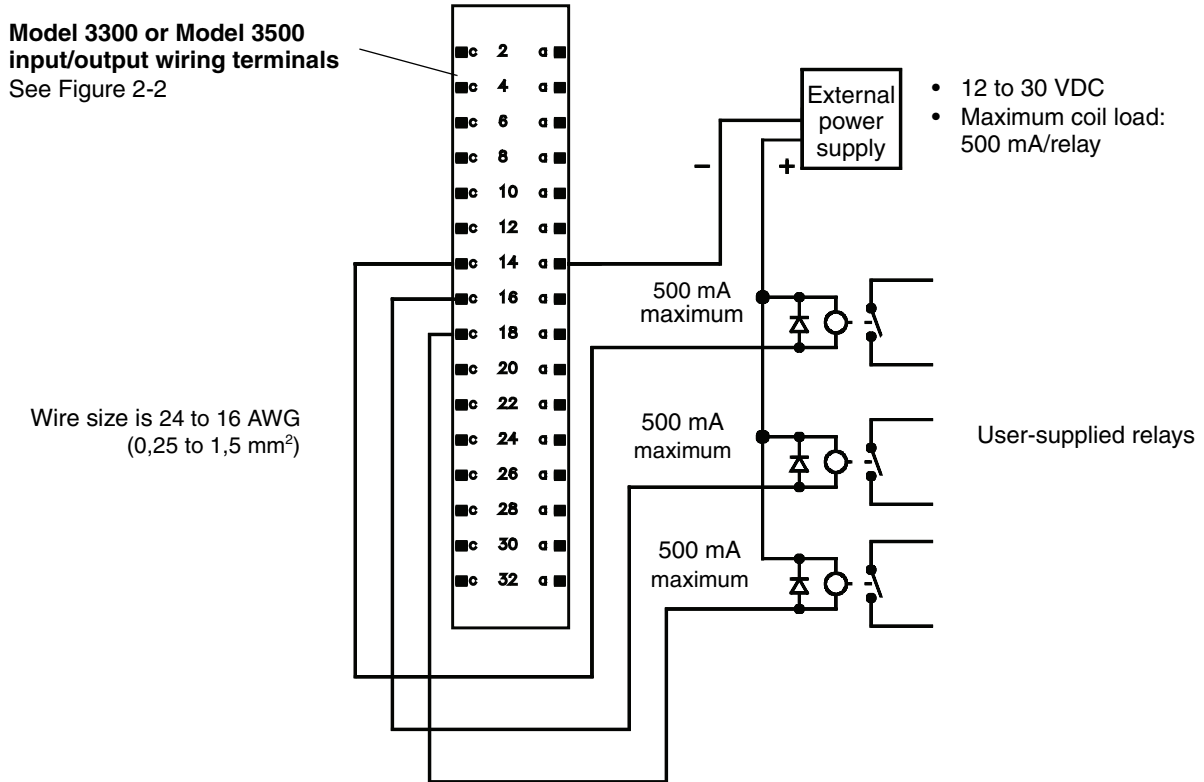 Model 3300 or Model 3500
input/output wiring terminals
See Figure 2-2
c 2 a
c 4 a
c 6 a
c 8 a
c 10 a
c 12 a
c 14 a
c 16 a
c 18 a
c 20 a
c 22 a
c 24 a
c 26 a
c 28 a
c 30 a
c 32 a
External
power
supply
− +
• 12 to 30 VDC
• Maximum coil load:
500 mA/relay
500 mA
maximum
500 mA
maximum
500 mA
maximum
Wire size is 24 to 16 AWG
(0,25 to 1,5 mm²)
User-supplied relays